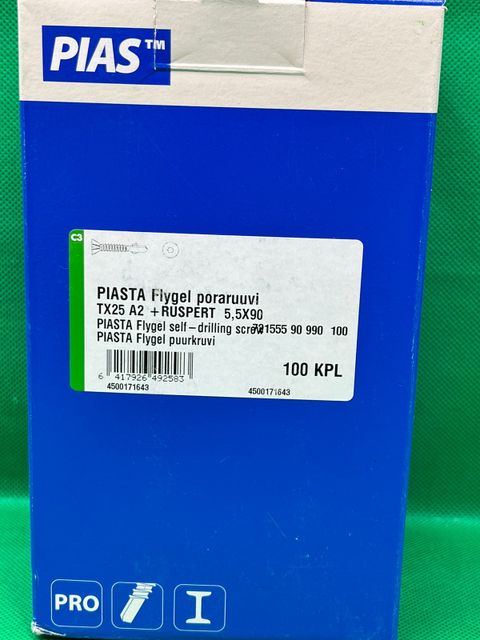 PIAS™
C3
PIASTA Flygel poraruuvi
TX25 A2 +RUSPERT 5,5X90
PIASTA Flygel self-drilling screw 721555 90 990 100
PIASTA Flygel puurkruvi
100 KPL
6 417926 492583
4500171643 4500171643
PRO